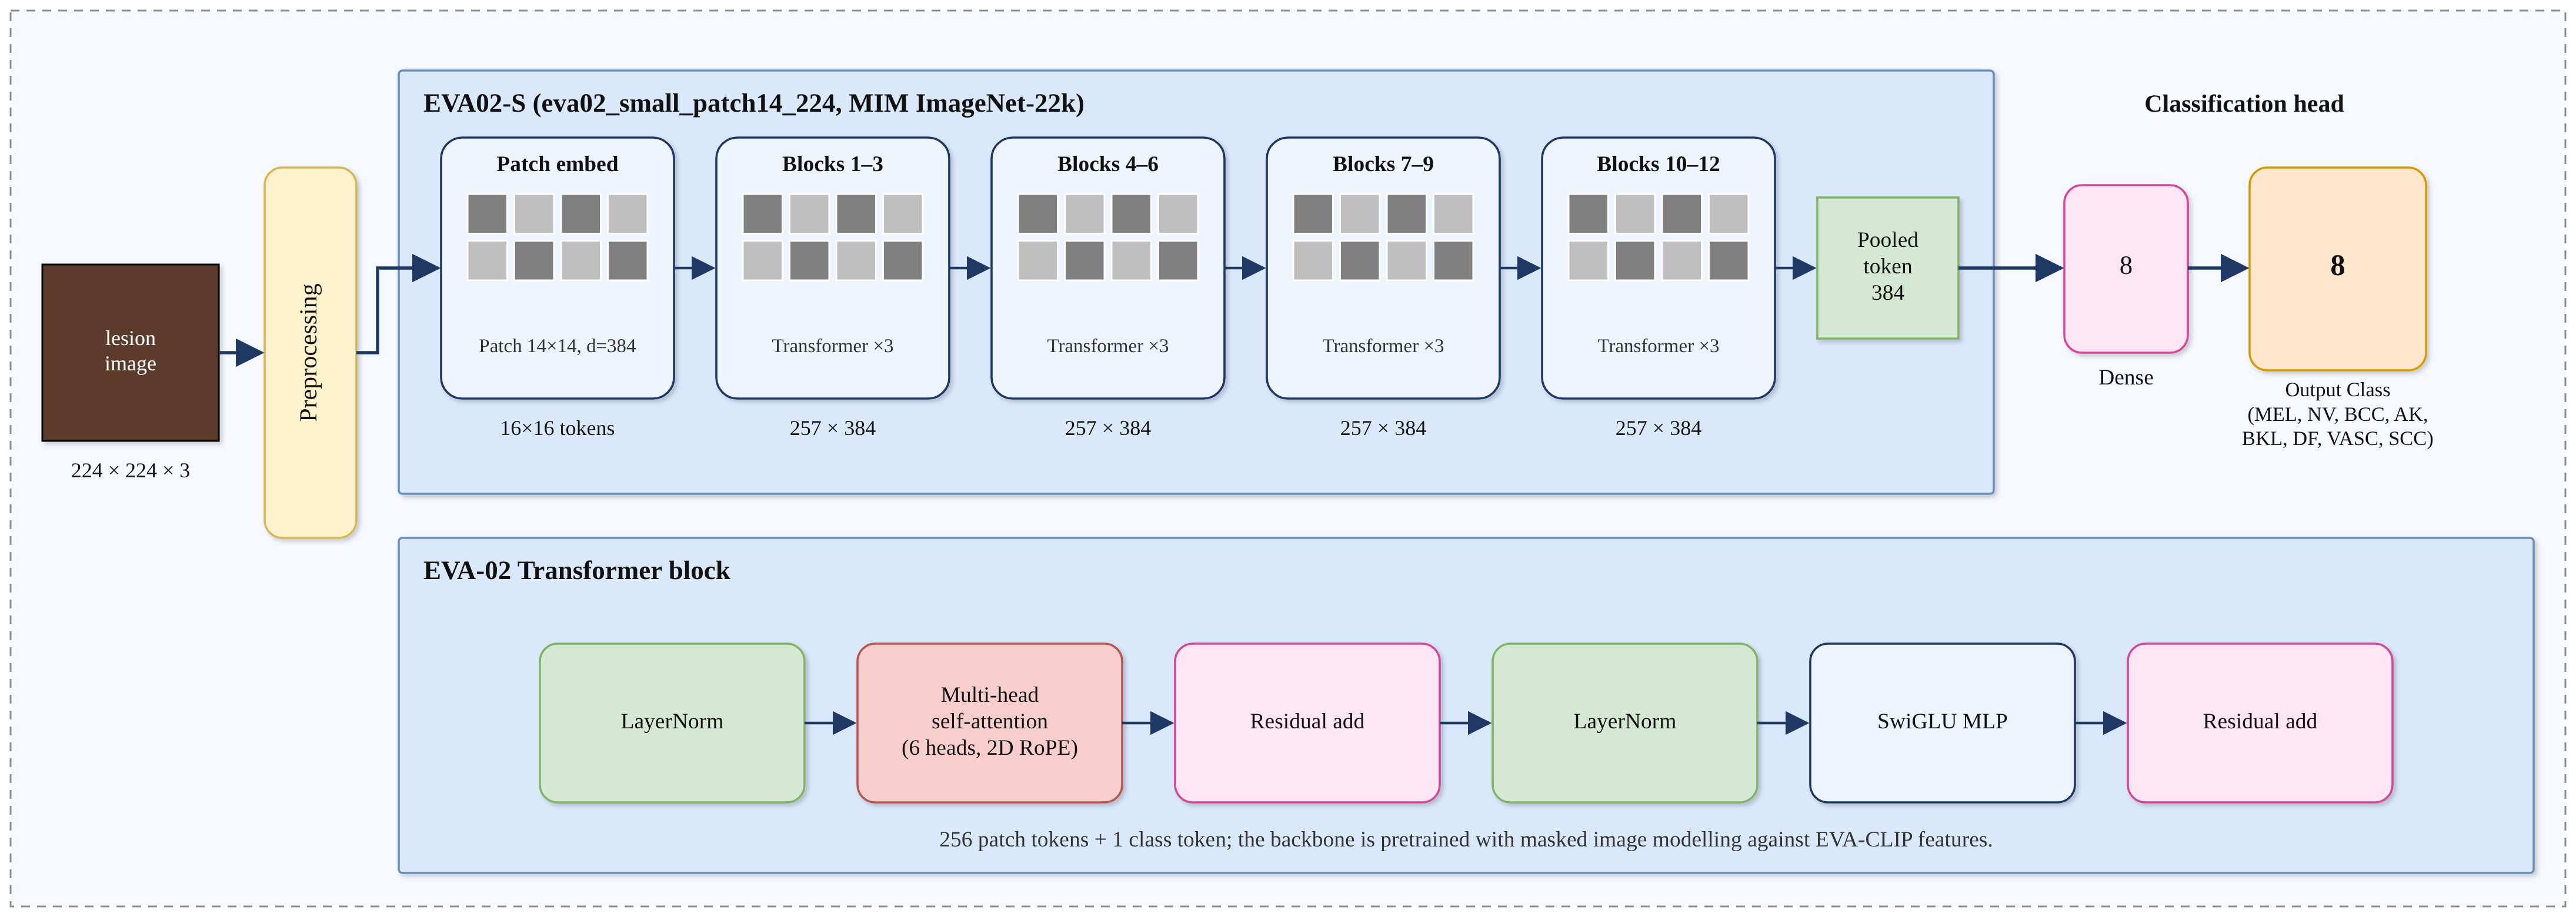 EVA02-S (eva02_small_patch14_224, MIM ImageNet-22k)
Classification head
lesion
image
224 × 224 × 3
Preprocessing
Patch embed
Patch 14×14, d=384
16×16 tokens
Blocks 1–3
Transformer ×3
257 × 384
Blocks 4–6
Transformer ×3
257 × 384
Blocks 7–9
Transformer ×3
257 × 384
Blocks 10–12
Transformer ×3
257 × 384
Pooled
token
384
8
Dense
8
Output Class
(MEL, NV, BCC, AK,
BKL, DF, VASC, SCC)
EVA-02 Transformer block
LayerNorm
Multi-head
self-attention
(6 heads, 2D RoPE)
Residual add
LayerNorm
SwiGLU MLP
Residual add
256 patch tokens + 1 class token; the backbone is pretrained with masked image modelling against EVA-CLIP features.